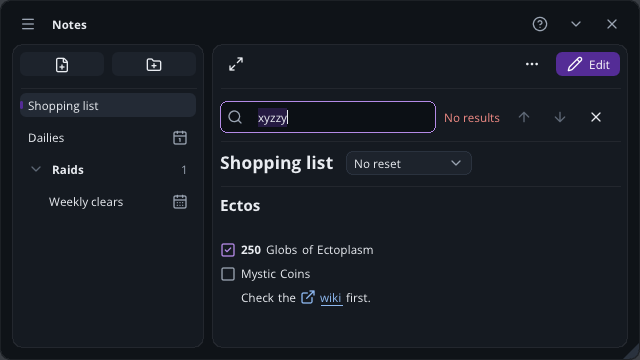 Notes
Shopping list
Dailies
1
Raids 1
Weekly clears
Edit
xyzzy No results
Shopping list No reset
Ectos
250 Globs of Ectoplasm
Mystic Coins
Check the wiki first.